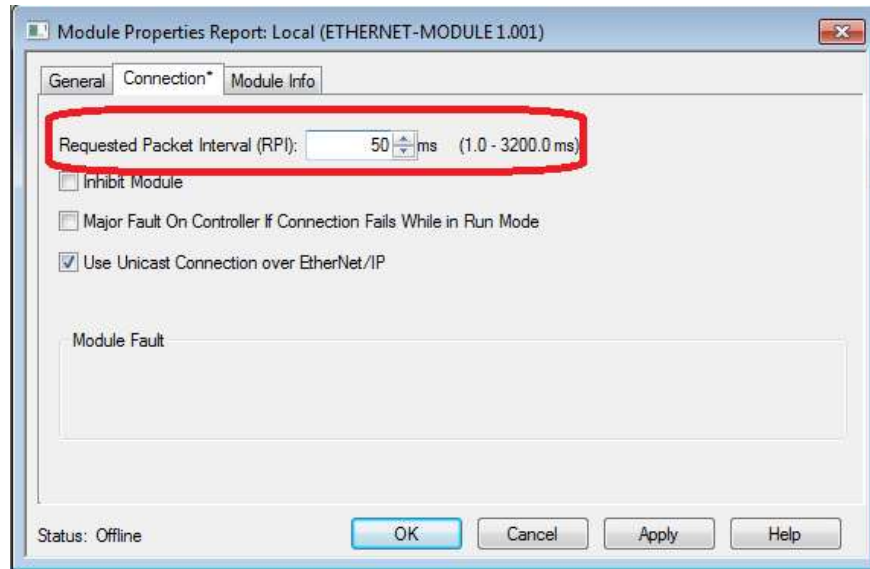 Module Properties Report: Local (ETHERNET-MODULE 1.001)
General Connection* Module Info
Requested Packet Interval (RPI): 50 ms (1.0 - 3200.0 ms)
Inhibit Module
Major Fault On Controller If Connection Fails While in Run Mode
Use Unicast Connection over EtherNet/IP
Module Fault
Status: Offline OK Cancel Apply Help